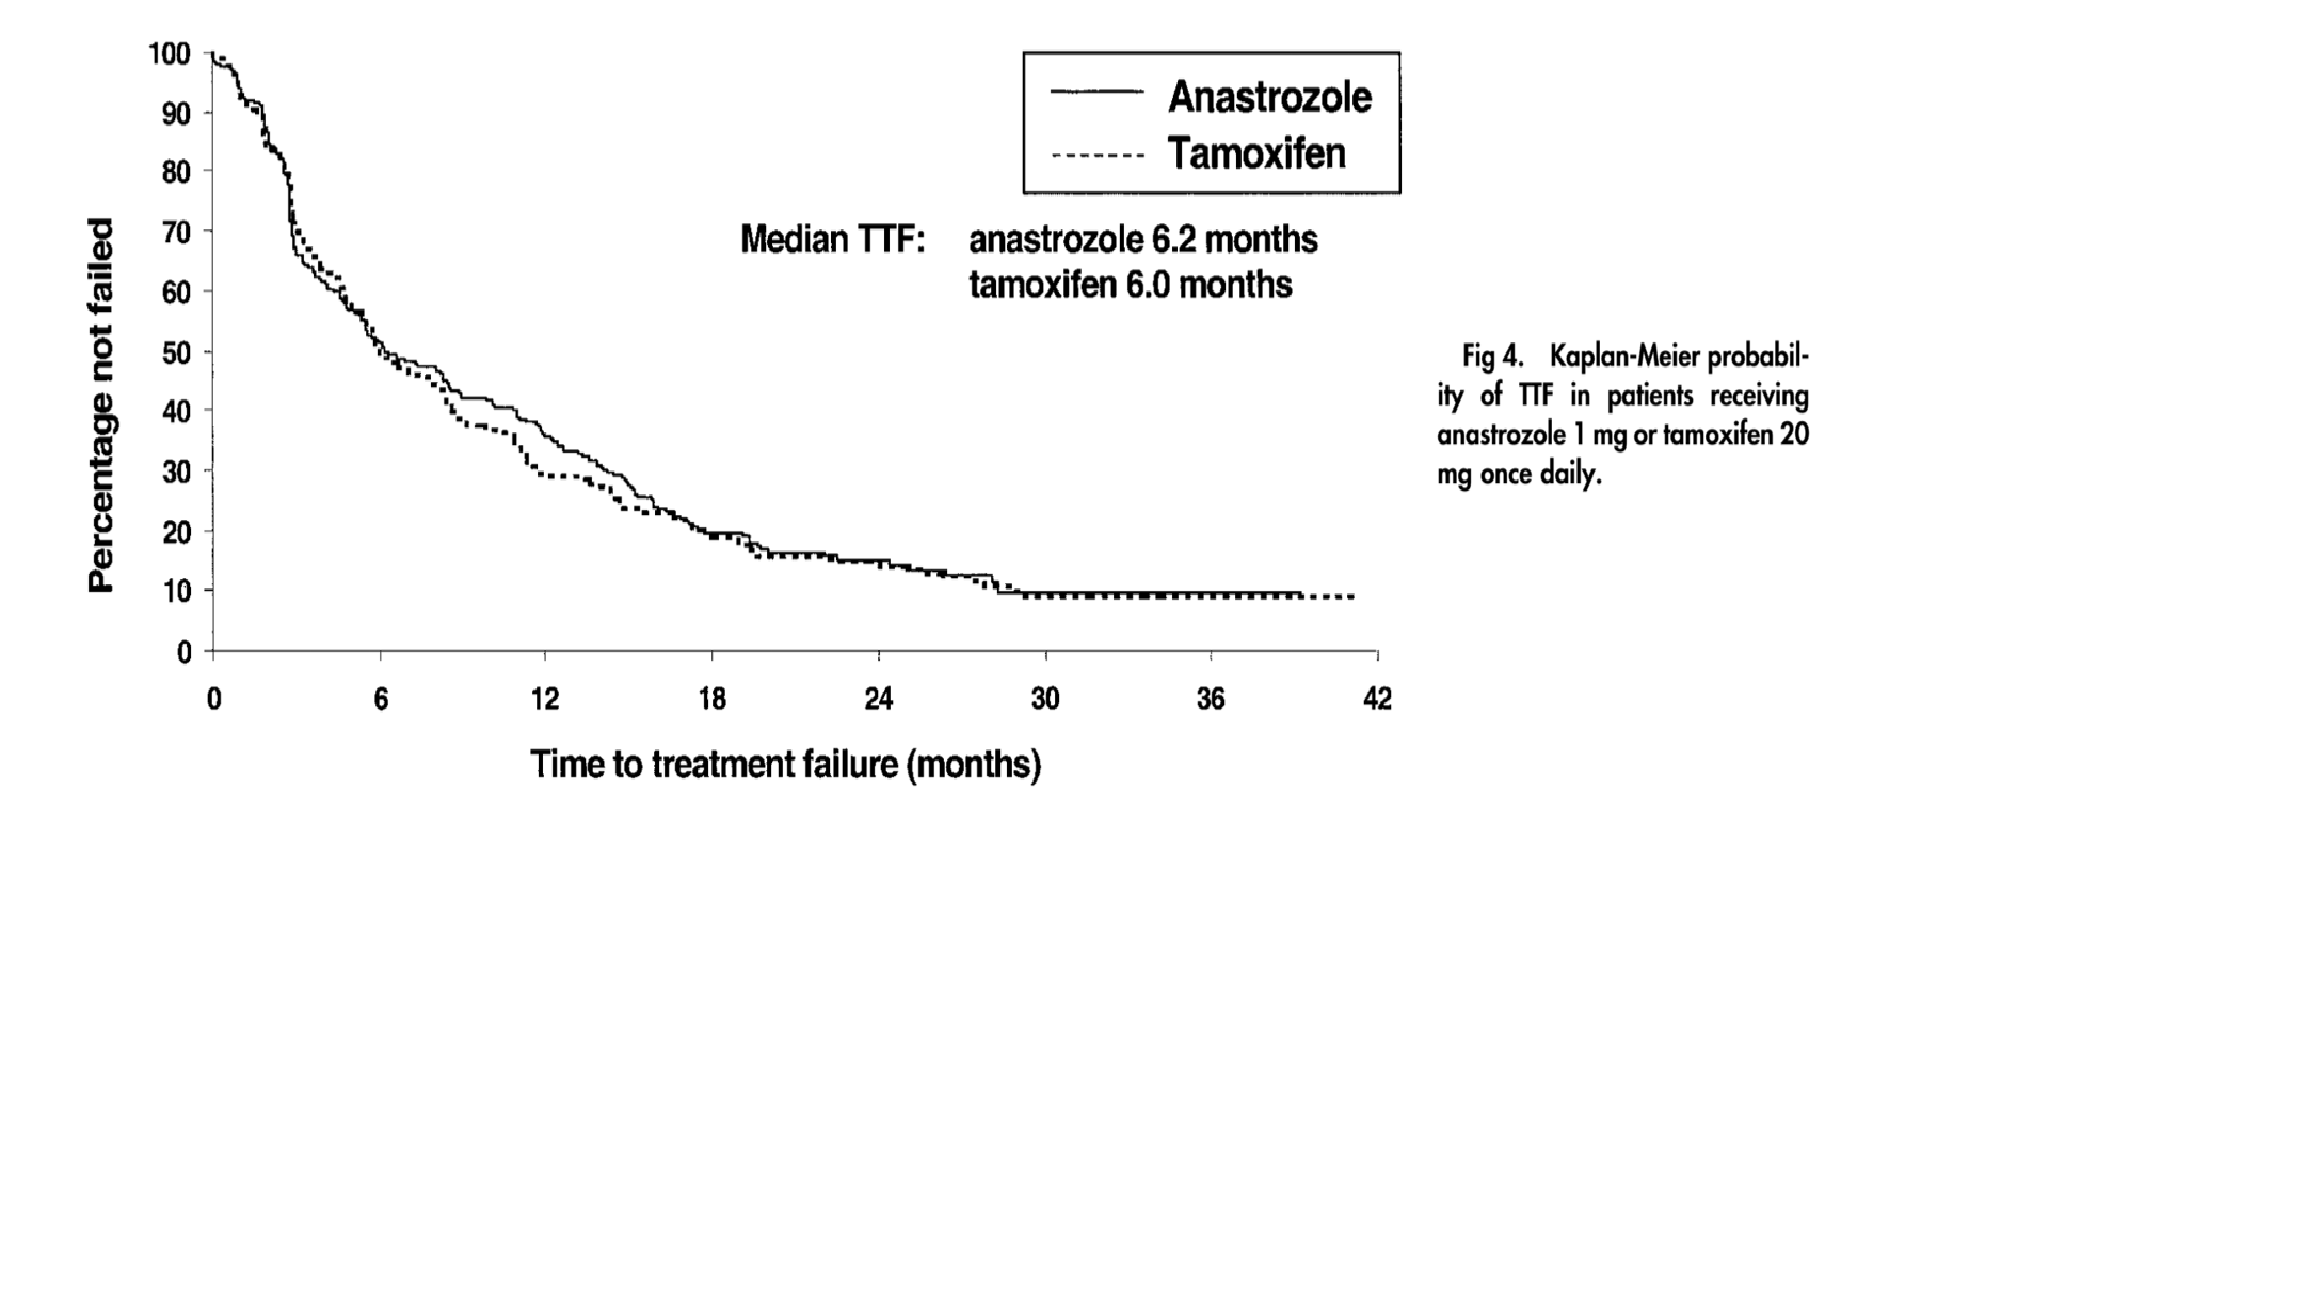 100
90
80
70
60
50
40
30
20
10
0
Percentage not failed
Anastrozole
Tamoxifen
Median TTF: anastrozole 6.2 months
tamoxifen 6.0 months
0 6 12 18 24 30 36 42
Time to treatment failure (months)
Fig 4. Kaplan-Meier probabil-
ity of TTF in patients receiving
anastrozole 1 mg or tamoxifen 20
mg once daily.